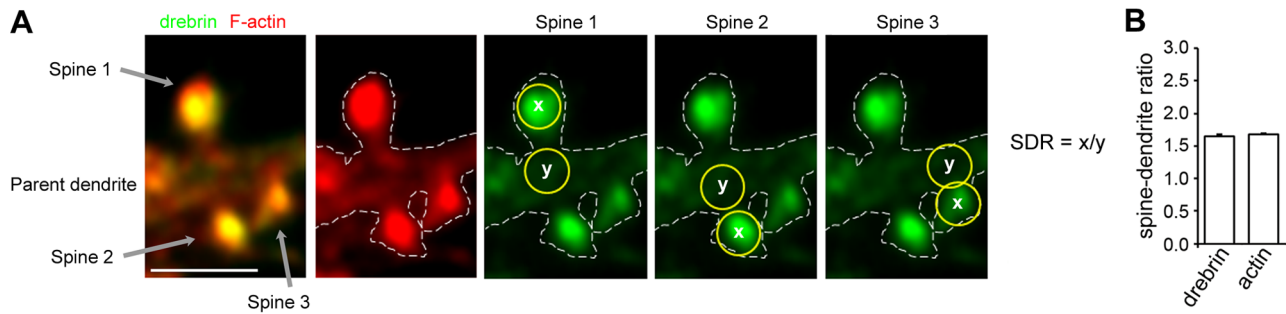 A
drebrin F-actin
Spine 1
Spine 2
Spine 3
B
Spine 1
Parent dendrite
Spine 2
Spine 3
x
y
y
x
y
x
SDR = x/y
spine-dendrite ratio
3.0
2.5
2.0
1.5
1.0
0.5
0.0
drebrin
actin